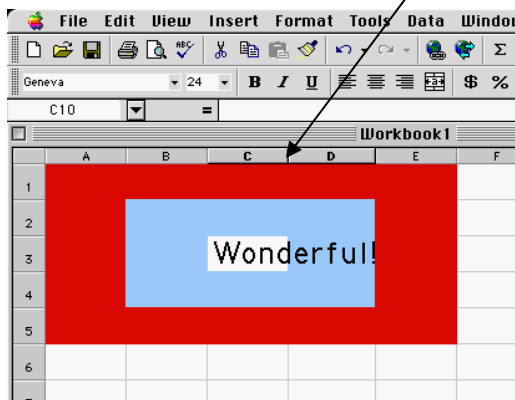 File Edit View Insert Format Tools Data Windo
ABC Σ
Geneva 24 B I U $ %
C10 =
Workbook1
A B C D E F
1
2
3 Wonderful!
4
5
6